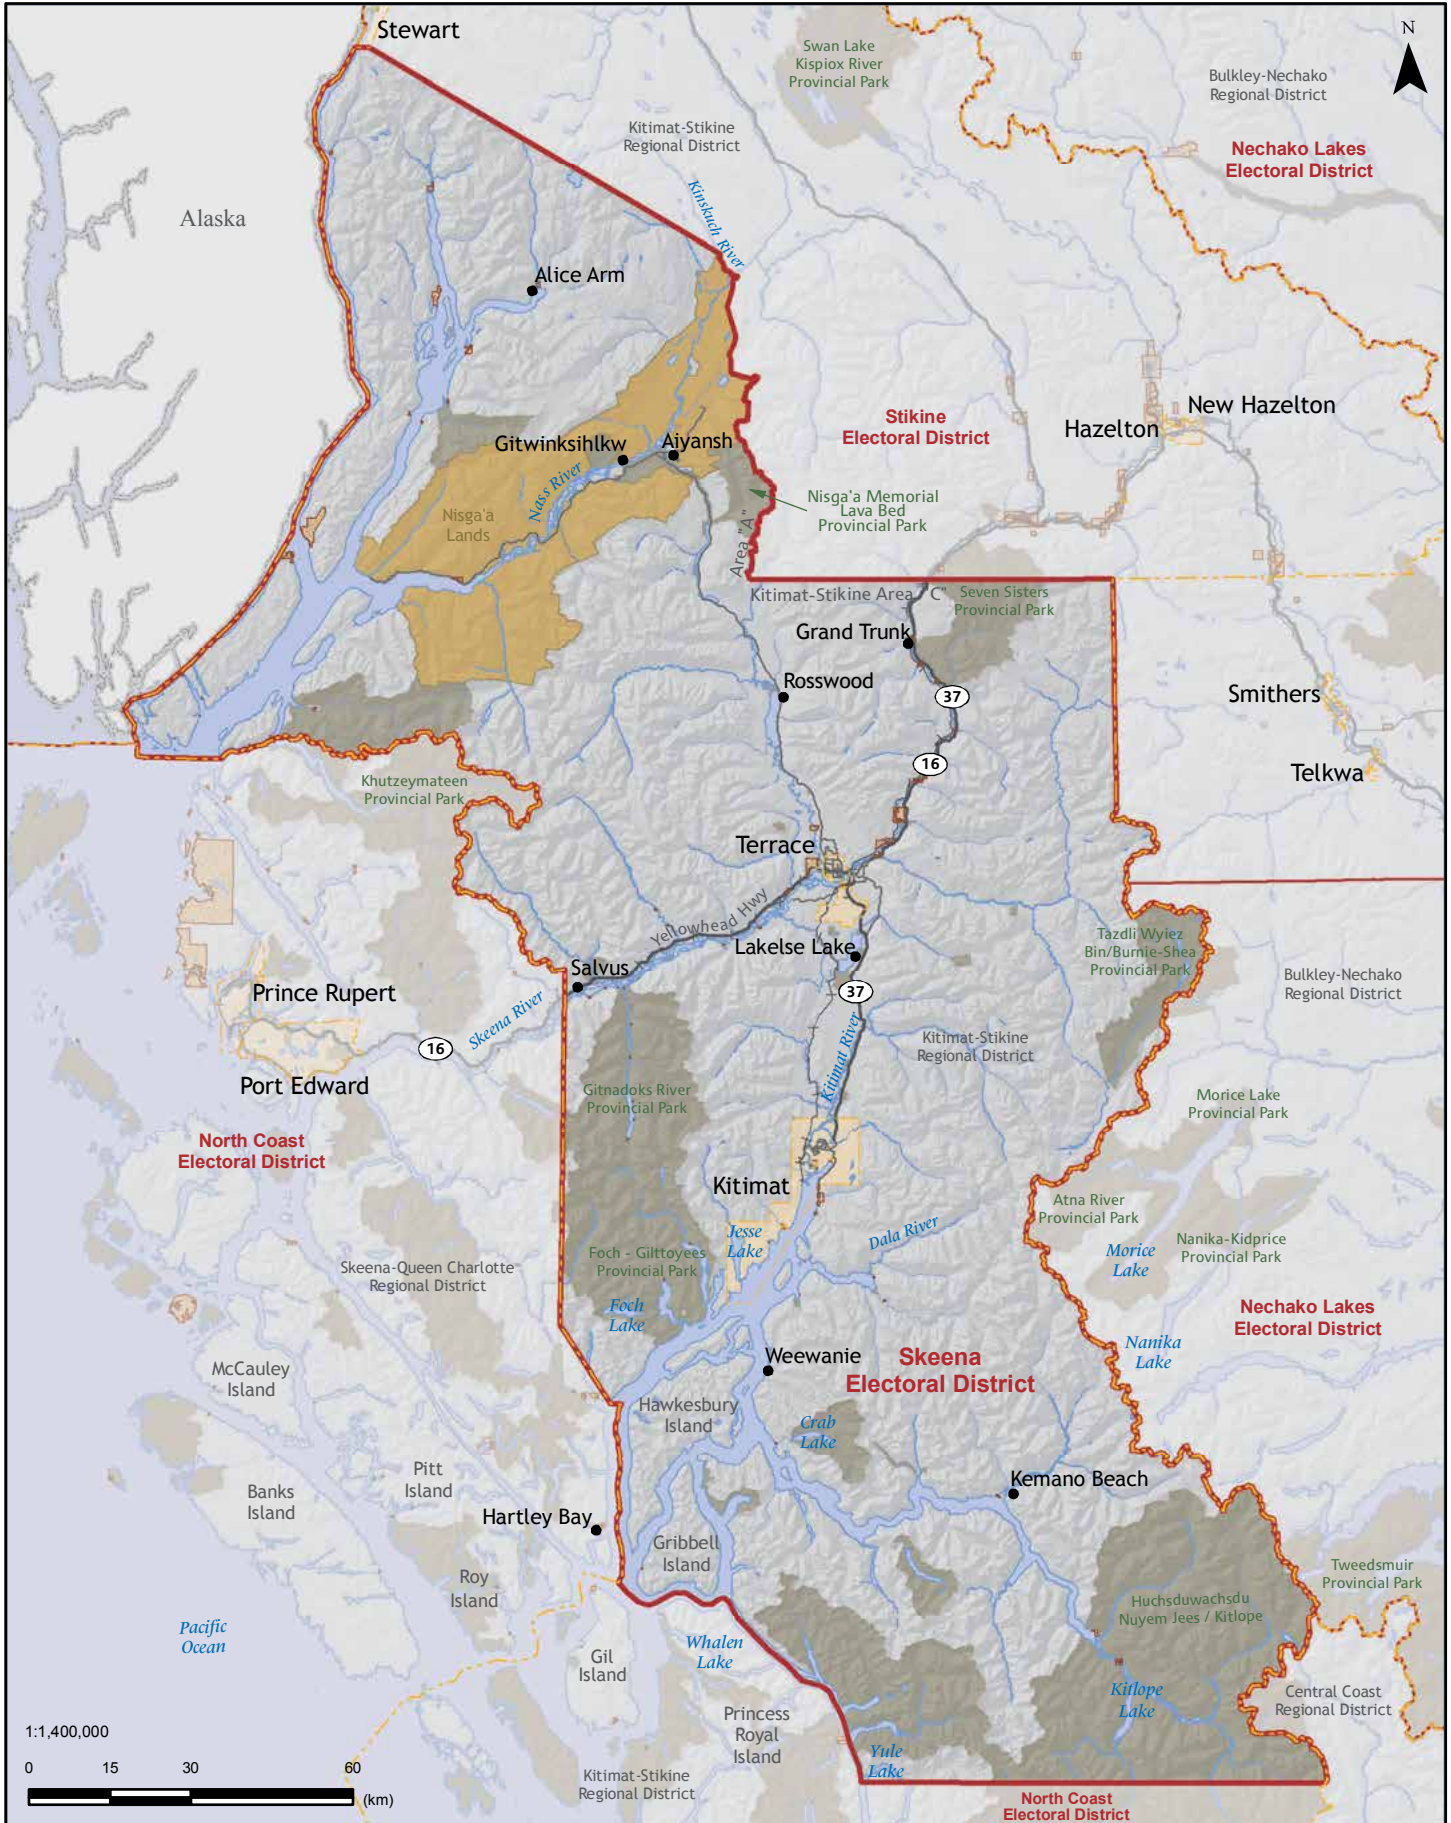 Stewart
N
Swan Lake
Kispiox River
Provincial Park
Bulkley-Nechako
Regional District
Kitimat-Stikine
Regional District
Nechako Lakes
Electoral District
Kinskuch River
Alaska
Alice Arm
Stikine
Electoral District
New Hazelton
Hazelton
Gitwinksihlkw
Aiyansh
Nass River
Nisga'a
Lands
Nisga'a Memorial
Lava Bed
Provincial Park
Area "A"
Kitimat-Stikine Area "C"
Seven Sisters
Provincial Park
Grand Trunk
Rosswood
37
Smithers
16
Telkwa
Khutzeymateen
Provincial Park
Terrace
Yellowhead Hwy
Lakelse Lake
Tazdli Wyiez
Bin/Burnie-Shea
Provincial Park
Salvus
Bulkley-Nechako
Regional District
Prince Rupert
37
Skeena River
16
Kitimat River
Kitimat-Stikine
Regional District
Port Edward
Gitnadoks River
Provincial Park
Morice Lake
Provincial Park
North Coast
Electoral District
Kitimat
Atna River
Provincial Park
Jesse
Lake
Dala River
Nanika-Kidprice
Provincial Park
Morice
Lake
Skeena-Queen Charlotte
Regional District
Foch - Gilttoyees
Provincial Park
Foch
Lake
Nechako Lakes
Electoral District
Nanika
Lake
McCauley
Island
Weewanie
Skeena
Electoral District
Hawkesbury
Island
Crab
Lake
Pitt
Island
Kemano Beach
Banks
Island
Hartley Bay
Gribbell
Island
Roy
Island
Tweedsmuir
Provincial Park
Huchsduwachsdu
Nuyem Jees / Kitlope
Pacific
Ocean
Whalen
Lake
Gil
Island
Kitlope
Lake
Central Coast
Regional District
Princess
Royal
Island
1:1,400,000
Yule
Lake
0 15 30 60
(km)
Kitimat-Stikine
Regional District
North Coast
Electoral District